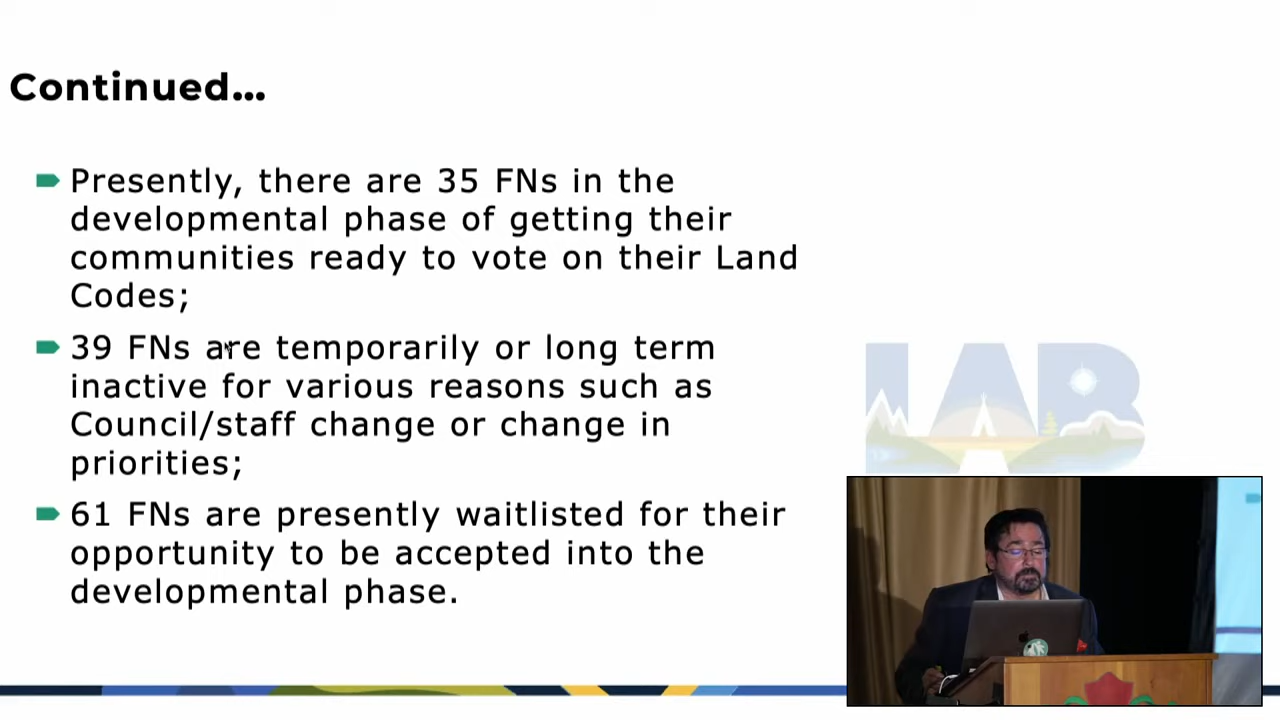 Continued...
Presently, there are 35 FNs in the
developmental phase of getting their
communities ready to vote on their Land
Codes;
39 FNs are temporarily or long term
inactive for various reasons such as
Council/staff change or change in
priorities;
61 FNs are presently waitlisted for their
opportunity to be accepted into the
developmental phase.
LAB